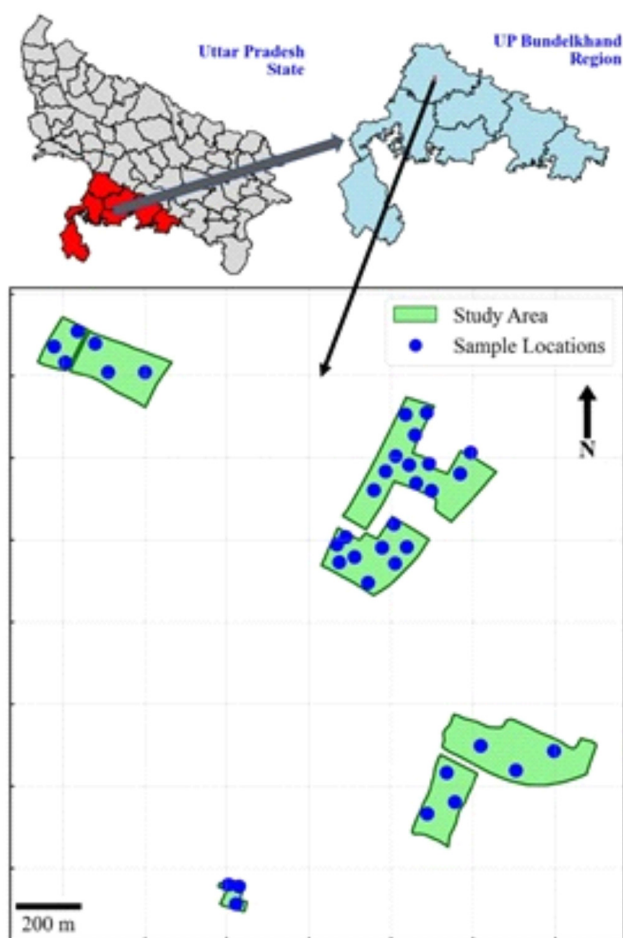 Uttar Pradesh
State
UP Bundelkhand
Region
Study Area
Sample Locations
N
200 m